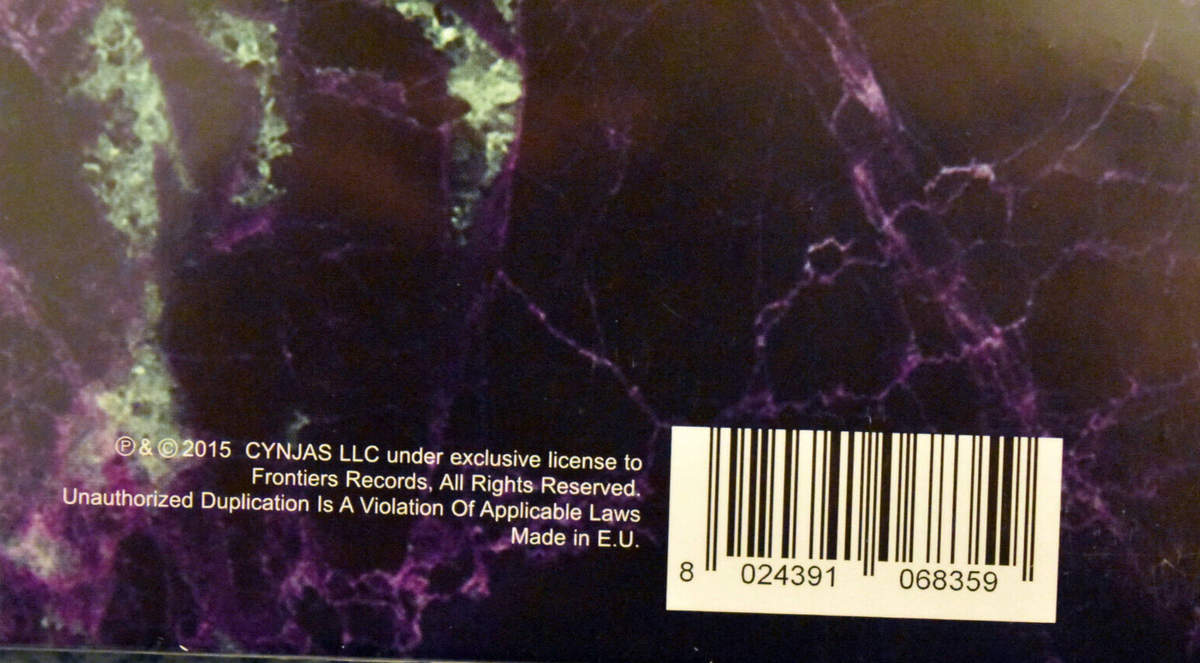 ℗ & © 2015 CYNJAS LLC under exclusive license to
Frontiers Records, All Rights Reserved.
Unauthorized Duplication Is A Violation Of Applicable Laws
Made in E.U.
8 024391 068359